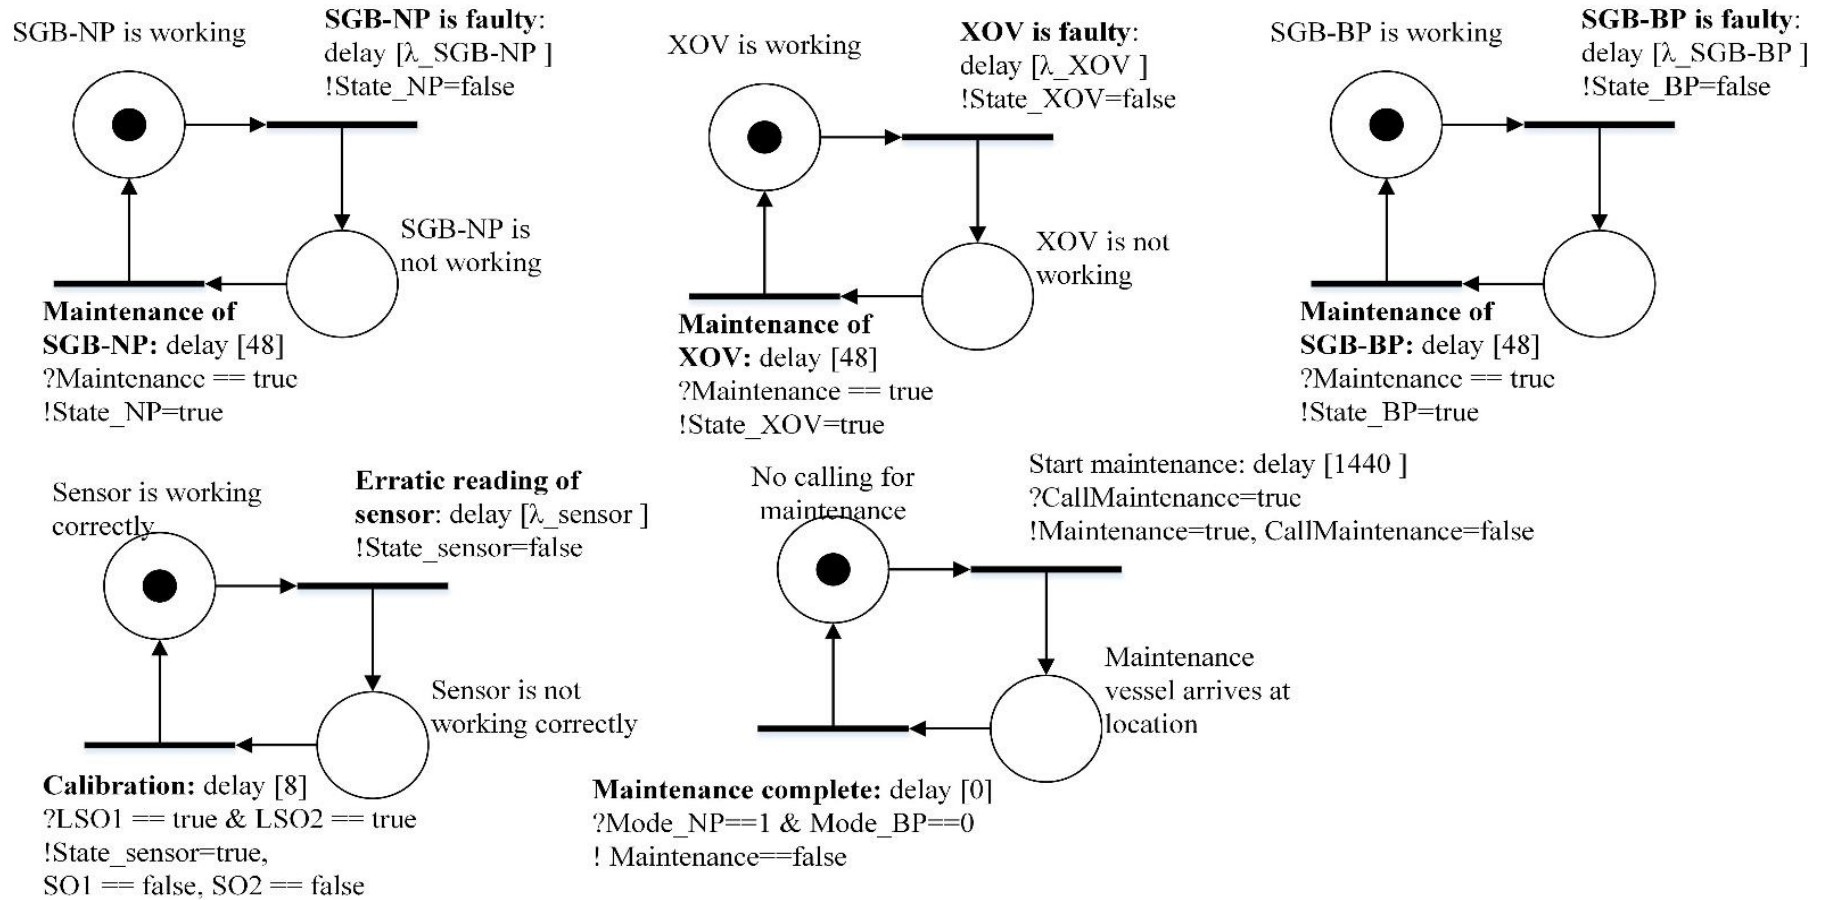 SGB-NP is working
SGB-NP is faulty:
delay [λ_SGB-NP ]
!State_NP=false
SGB-NP is
not working
Maintenance of
SGB-NP: delay [48]
?Maintenance == true
!State_NP=true
XOV is working
XOV is faulty:
delay [λ_XOV ]
!State_XOV=false
XOV is not
working
Maintenance of
XOV: delay [48]
?Maintenance == true
!State_XOV=true
SGB-BP is working
SGB-BP is faulty:
delay [λ_SGB-BP ]
!State_BP=false
Maintenance of
SGB-BP: delay [48]
?Maintenance == true
!State_BP=true
Sensor is working
correctly
Erratic reading of
sensor: delay [λ_sensor ]
!State_sensor=false
Sensor is not
working correctly
Calibration: delay [8]
?LSO1 == true & LSO2 == true
!State_sensor=true,
SO1 == false, SO2 == false
No calling for
maintenance
Start maintenance: delay [1440 ]
?CallMaintenance=true
!Maintenance=true, CallMaintenance=false
Maintenance
vessel arrives at
location
Maintenance complete: delay [0]
?Mode_NP==1 & Mode_BP==0
! Maintenance==false